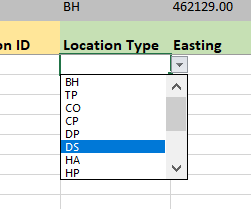 BH 462129.00
on ID Location Type Easting
BH
TP
CO
CP
DP
DS
HA
HP